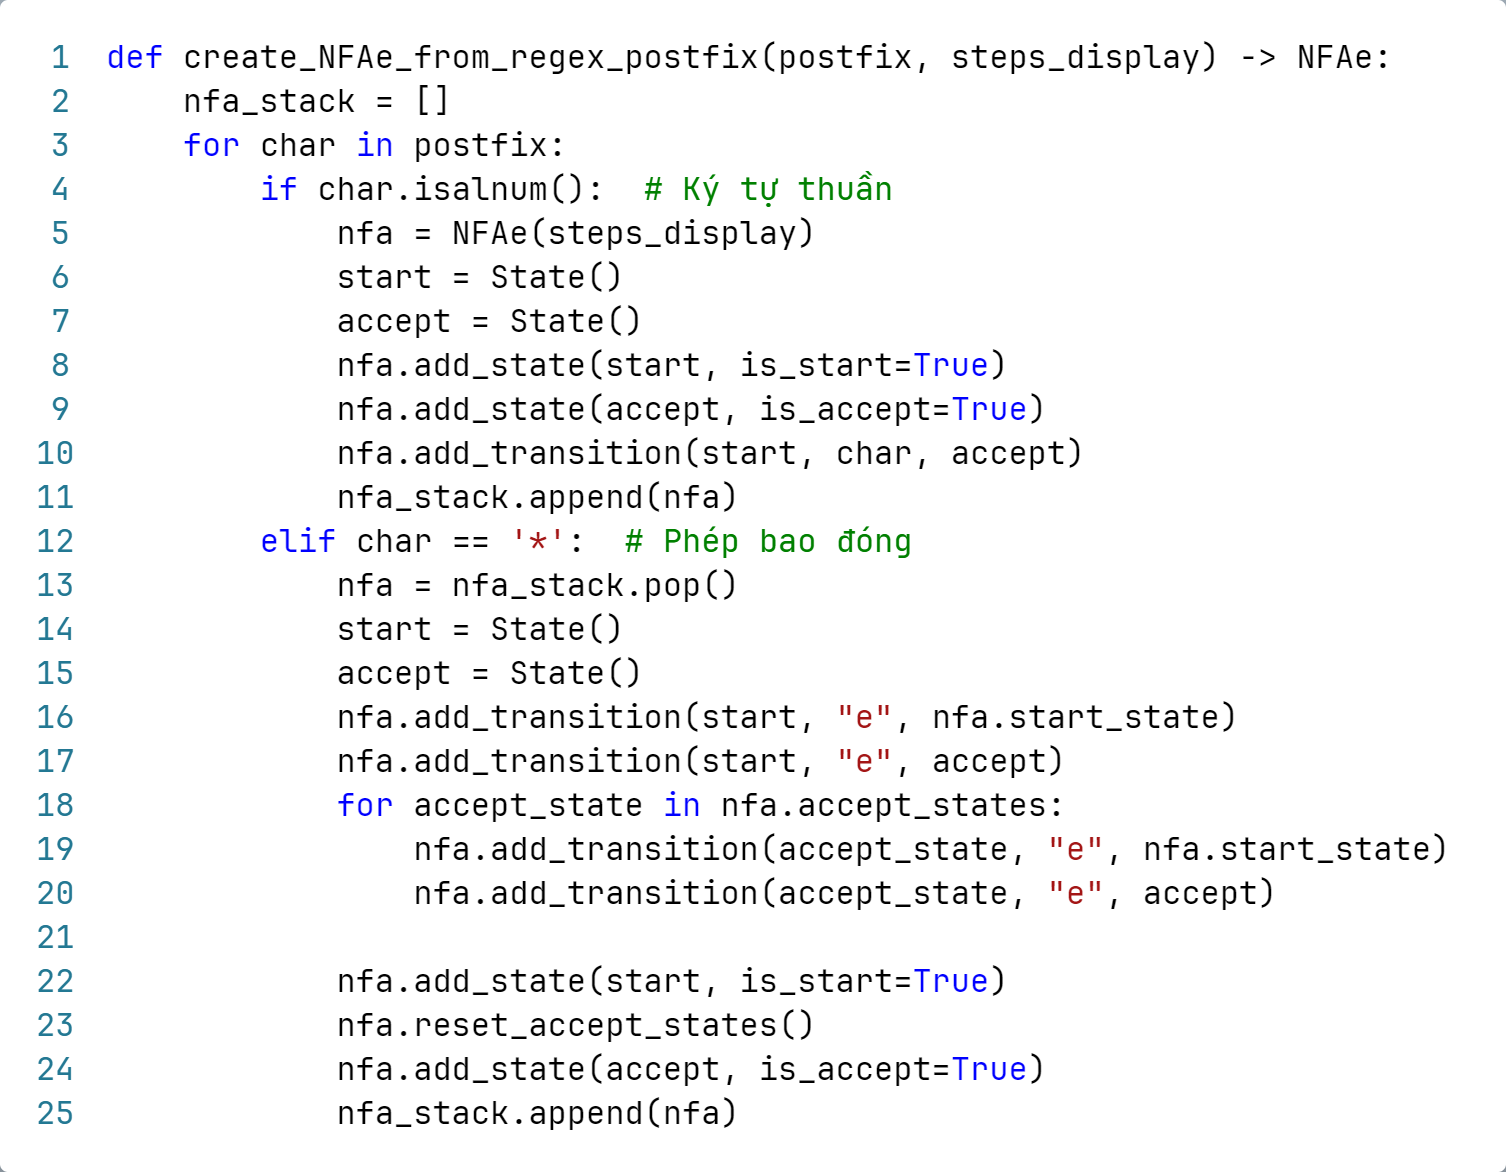 1 def create_NFAe_from_regex_postfix(postfix, steps_display) -> NFAe:
2     nfa_stack = []
3     for char in postfix:
4         if char.isalnum():  # Ký tự thuần
5             nfa = NFAe(steps_display)
6             start = State()
7             accept = State()
8             nfa.add_state(start, is_start=True)
9             nfa.add_state(accept, is_accept=True)
10             nfa.add_transition(start, char, accept)
11             nfa_stack.append(nfa)
12         elif char == '*':  # Phép bao đóng
13             nfa = nfa_stack.pop()
14             start = State()
15             accept = State()
16             nfa.add_transition(start, "e", nfa.start_state)
17             nfa.add_transition(start, "e", accept)
18             for accept_state in nfa.accept_states:
19                 nfa.add_transition(accept_state, "e", nfa.start_state)
20                 nfa.add_transition(accept_state, "e", accept)
21
22             nfa.add_state(start, is_start=True)
23             nfa.reset_accept_states()
24             nfa.add_state(accept, is_accept=True)
25             nfa_stack.append(nfa)